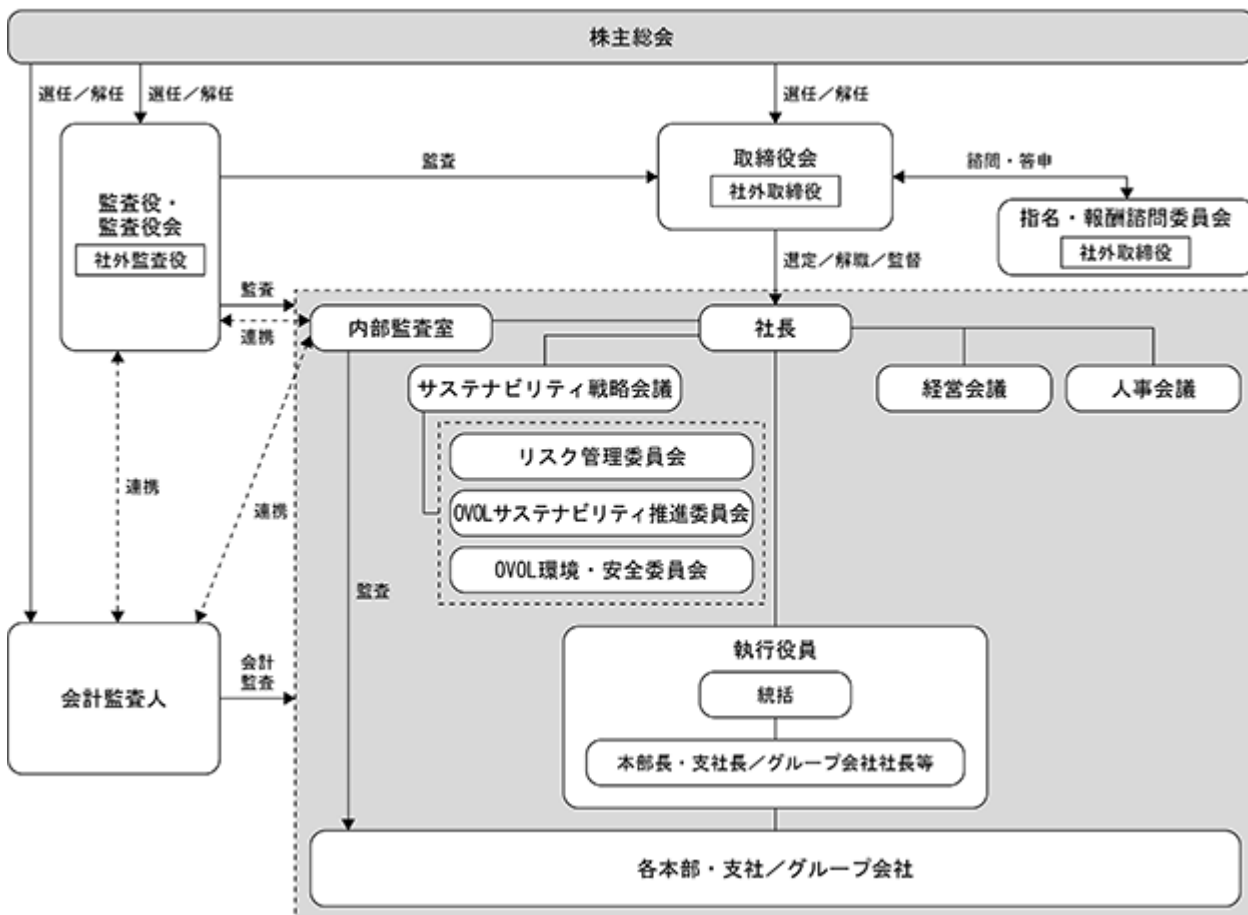 株主総会
選任／解任
選任／解任
選任／解任
監査役・
監査役会
社外監査役
監査
取締役会
社外取締役
諮問・答申
指名・報酬諮問委員会
社外取締役
選定／解職／監督
監査
連携
内部監査室
社長
サステナビリティ戦略会議
経営会議
人事会議
リスク管理委員会
OVOLサステナビリティ推進委員会
OVOL環境・安全委員会
連携
連携
監査
会計監査人
会計
監査
執行役員
統括
本部長・支社長／グループ会社社長等
各本部・支社／グループ会社